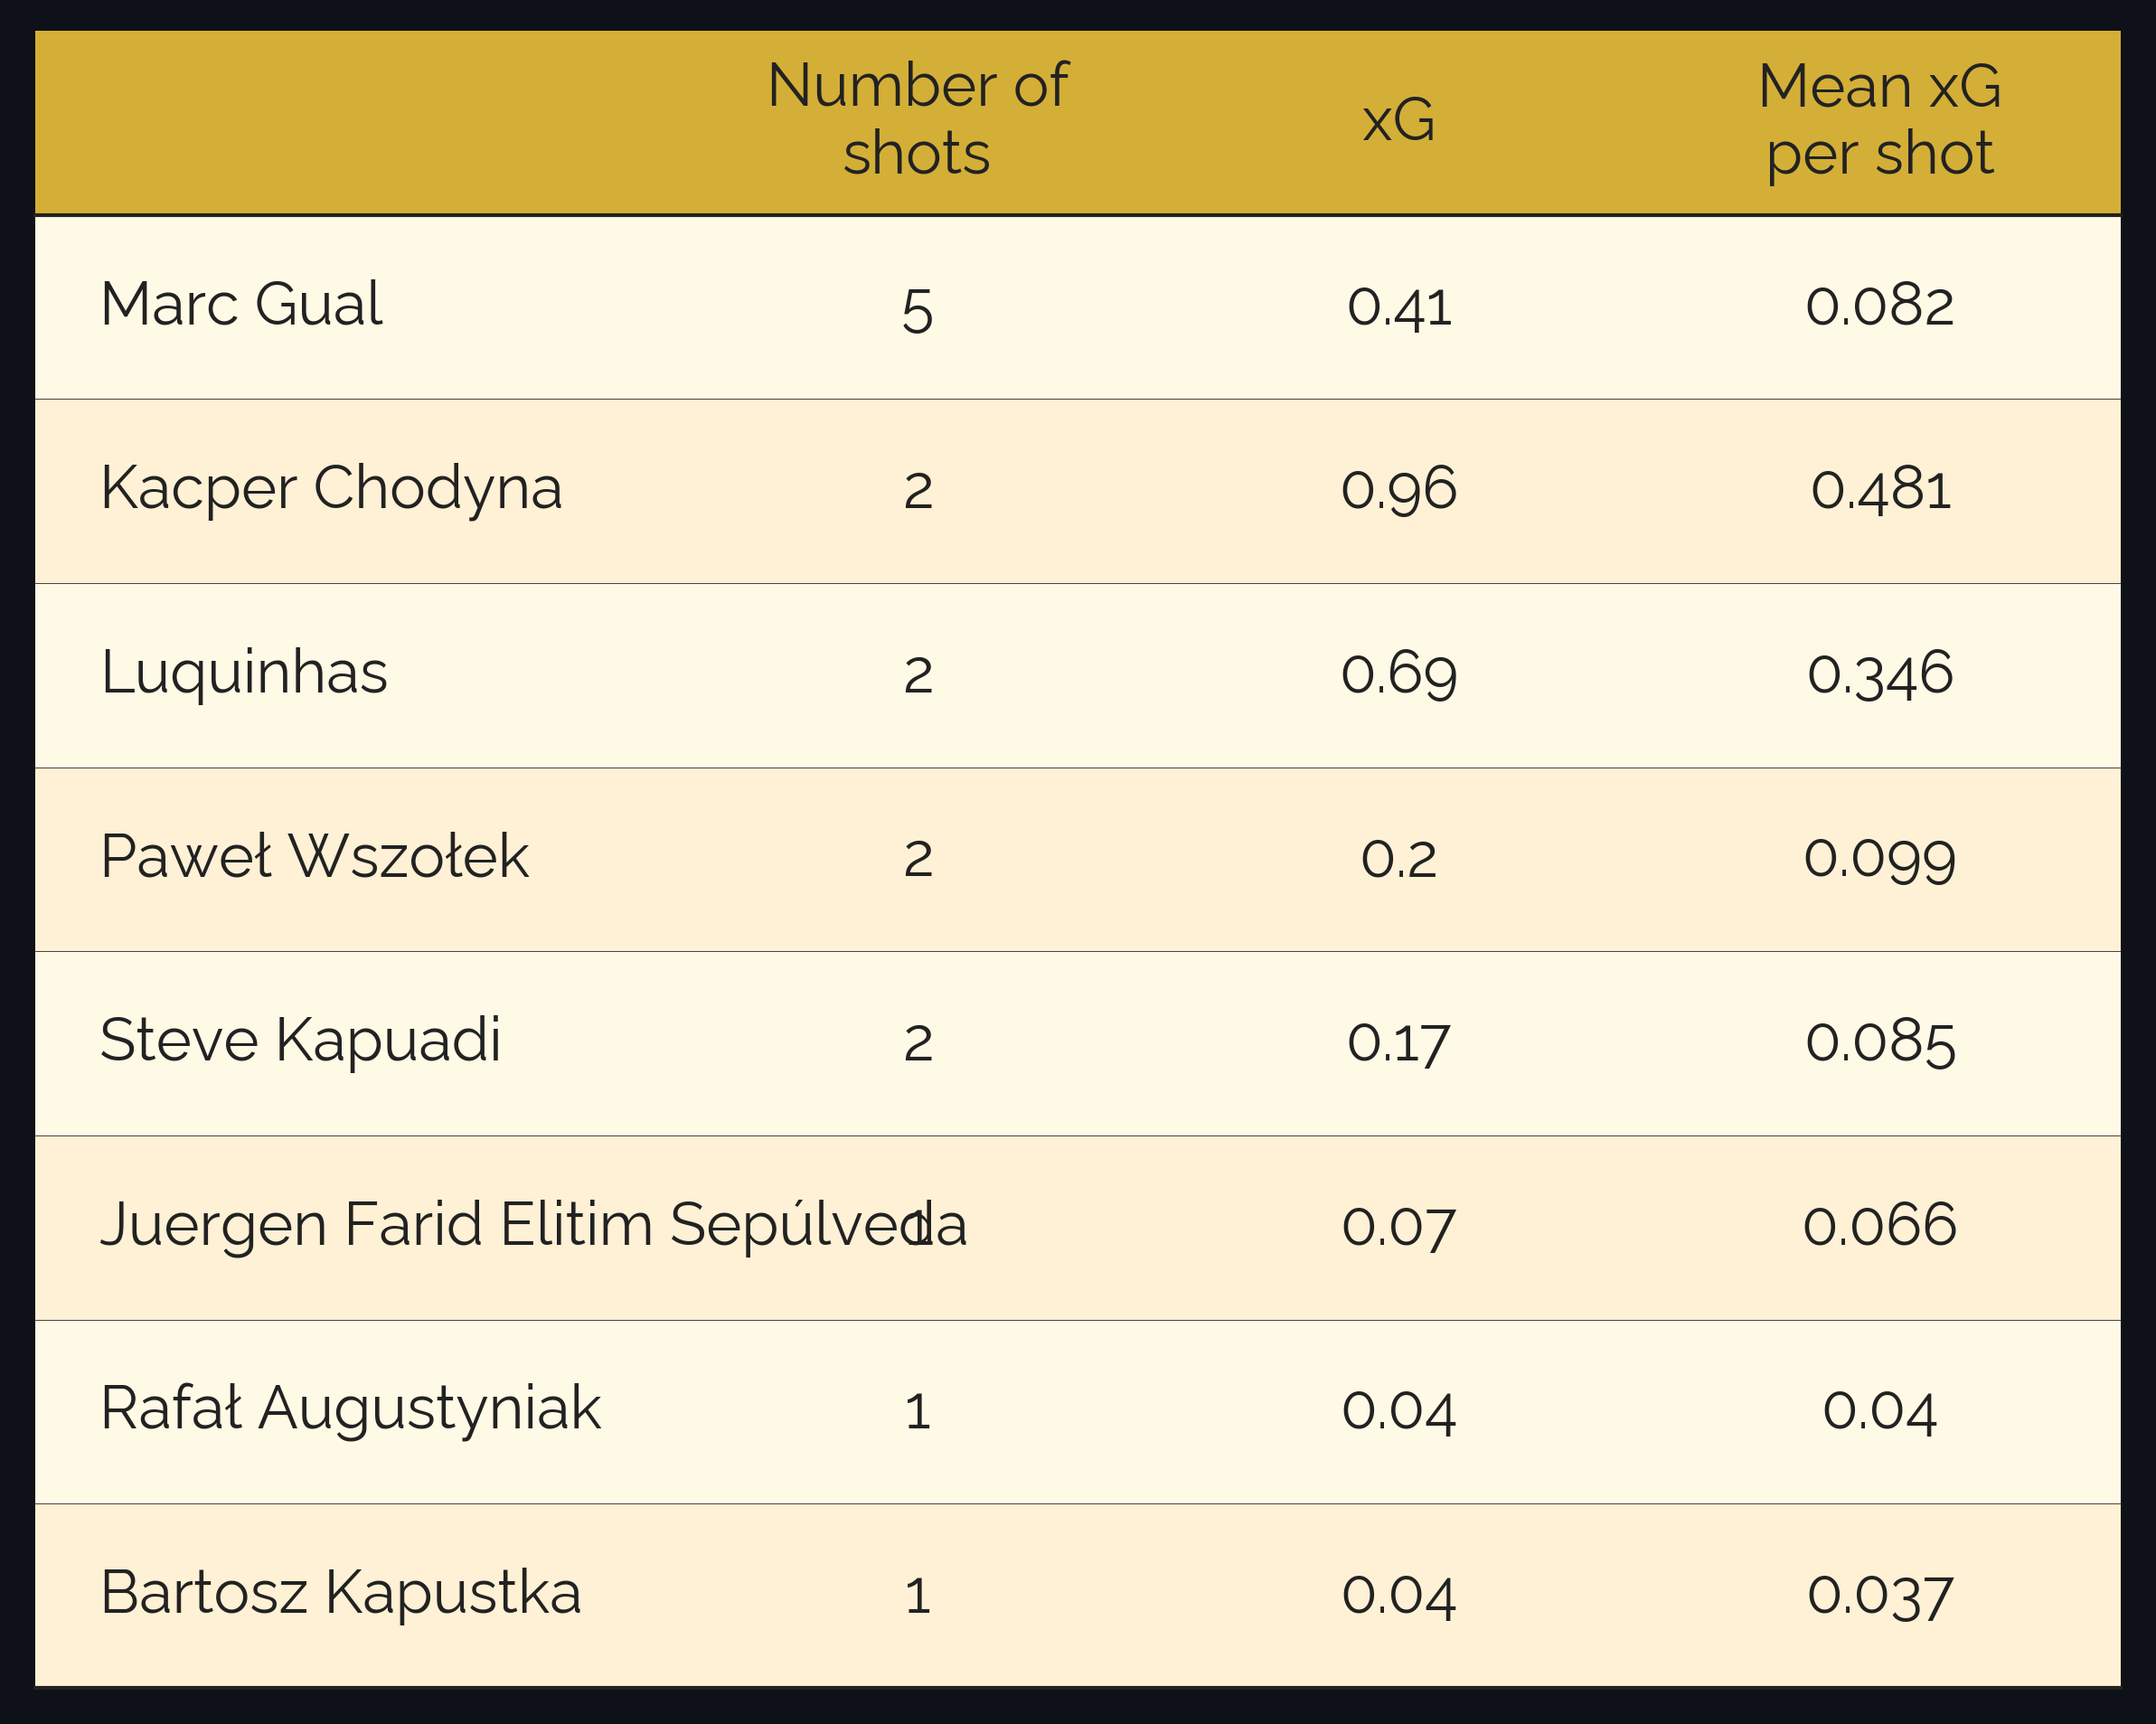 Number of shots xG Mean xG per shot
Marc Gual 5 0.41 0.082
Kacper Chodyna 2 0.96 0.481
Luquinhas 2 0.69 0.346
Paweł Wszołek 2 0.2 0.099
Steve Kapuadi 2 0.17 0.085
Juergen Farid Elitim Sepúlveda 1 0.07 0.066
Rafał Augustyniak 1 0.04 0.04
Bartosz Kapustka 1 0.04 0.037